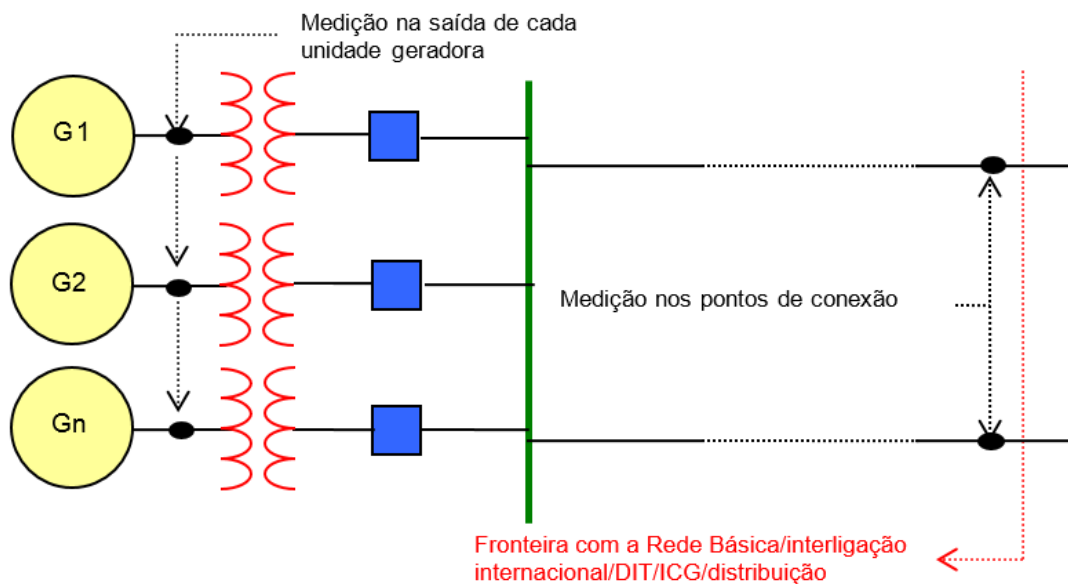 Medição na saída de cada
unidade geradora
G1
G2
Medição nos pontos de conexão
Gn
Fronteira com a Rede Básica/interligação
internacional/DIT/ICG/distribuição